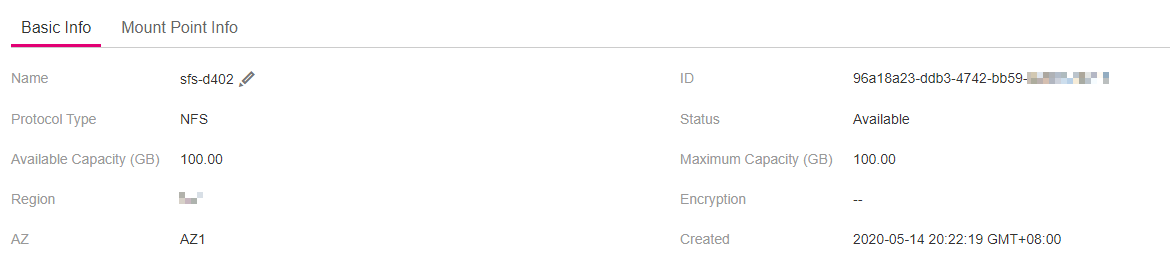 Basic Info Mount Point Info
Name sfs-d402 ID 96a18a23-ddb3-4742-bb59-
Protocol Type NFS Status Available
Available Capacity (GB) 100.00 Maximum Capacity (GB) 100.00
Region Encryption --
AZ AZ1 Created 2020-05-14 20:22:19 GMT+08:00